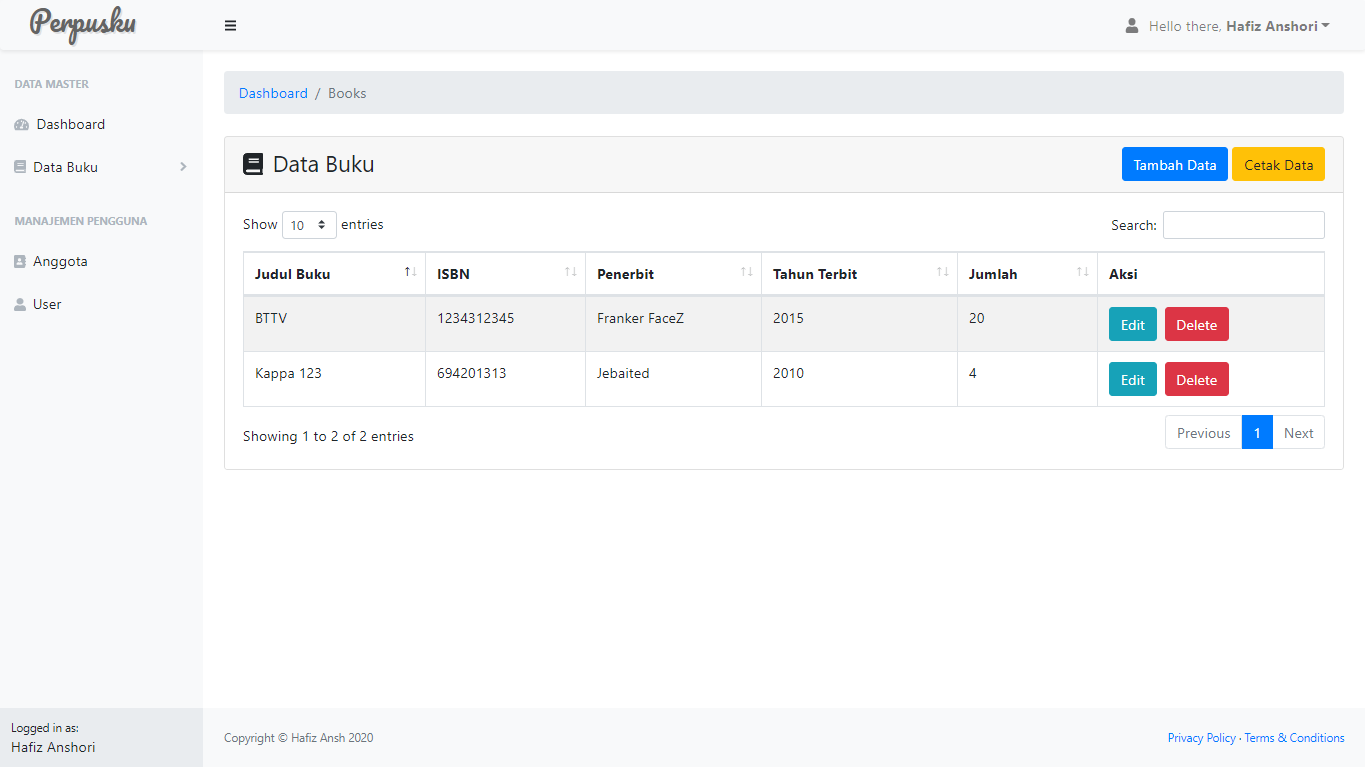 Perpusku
Hello there, Hafiz Anshori
DATA MASTER
Dashboard
Data Buku
MANAJEMEN PENGGUNA
Anggota
User
Logged in as:
Hafiz Anshori
Dashboard / Books
Data Buku
Tambah Data Cetak Data
Show 10 entries Search:
Judul Buku ISBN Penerbit Tahun Terbit Jumlah Aksi
BTTV 1234312345 Franker FaceZ 2015 20 Edit Delete
Kappa 123 694201313 Jebaited 2010 4 Edit Delete
Showing 1 to 2 of 2 entries Previous 1 Next
Copyright © Hafiz Ansh 2020 Privacy Policy · Terms & Conditions